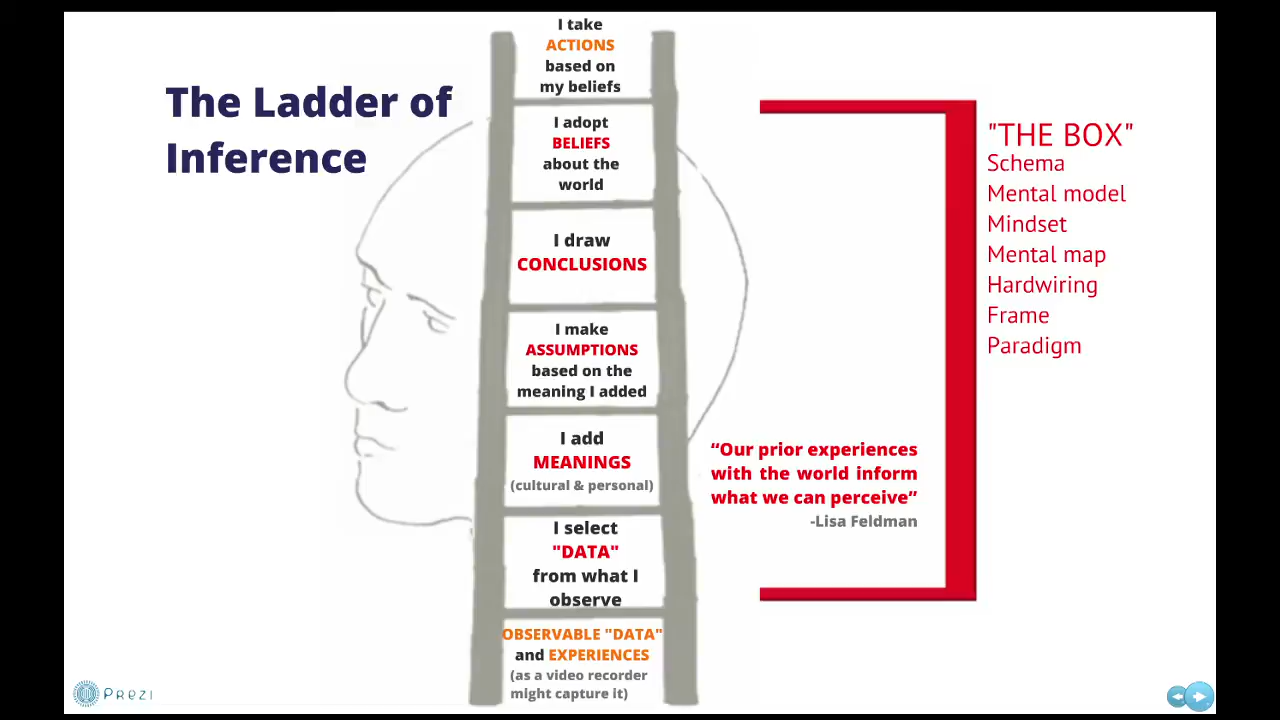 The Ladder of
Inference
I take
ACTIONS
based on
my beliefs
I adopt
BELIEFS
about the
world
I draw
CONCLUSIONS
I make
ASSUMPTIONS
based on the
meaning I added
I add
MEANINGS
(cultural & personal)
I select
"DATA"
from what I
observe
OBSERVABLE "DATA"
and EXPERIENCES
(as a video recorder
might capture it)
"THE BOX"
Schema
Mental model
Mindset
Mental map
Hardwiring
Frame
Paradigm
“Our prior experiences
with the world inform
what we can perceive”
-Lisa Feldman
PREZI